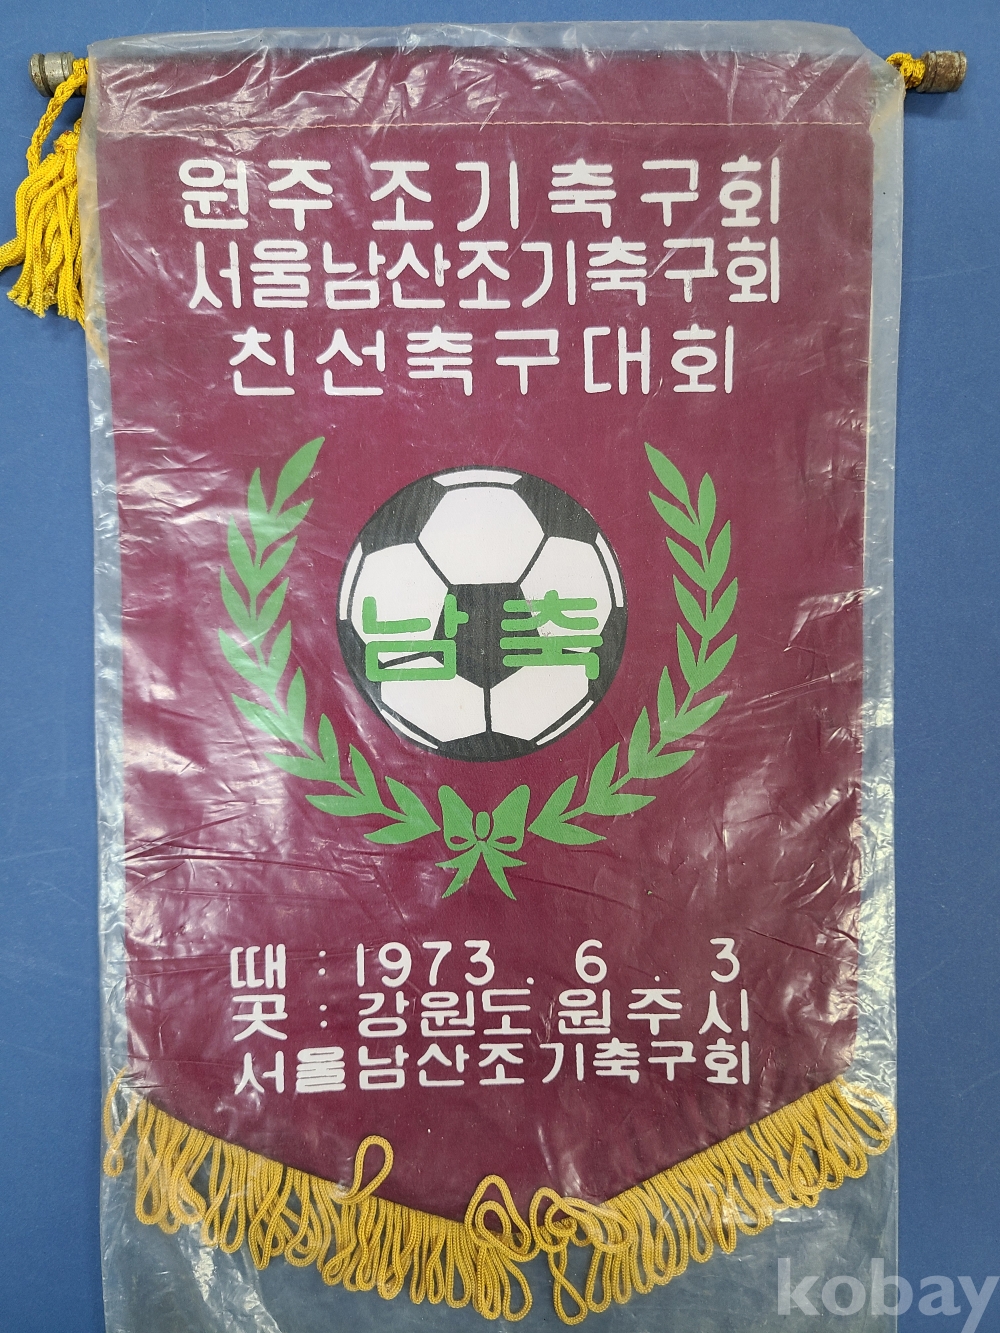 원주 조기축구회
서울남산조기축구회
친선축구대회
남축
때 : 1973. 6. 3
곳 : 강원도 원주시
서울남산조기축구회
kobay